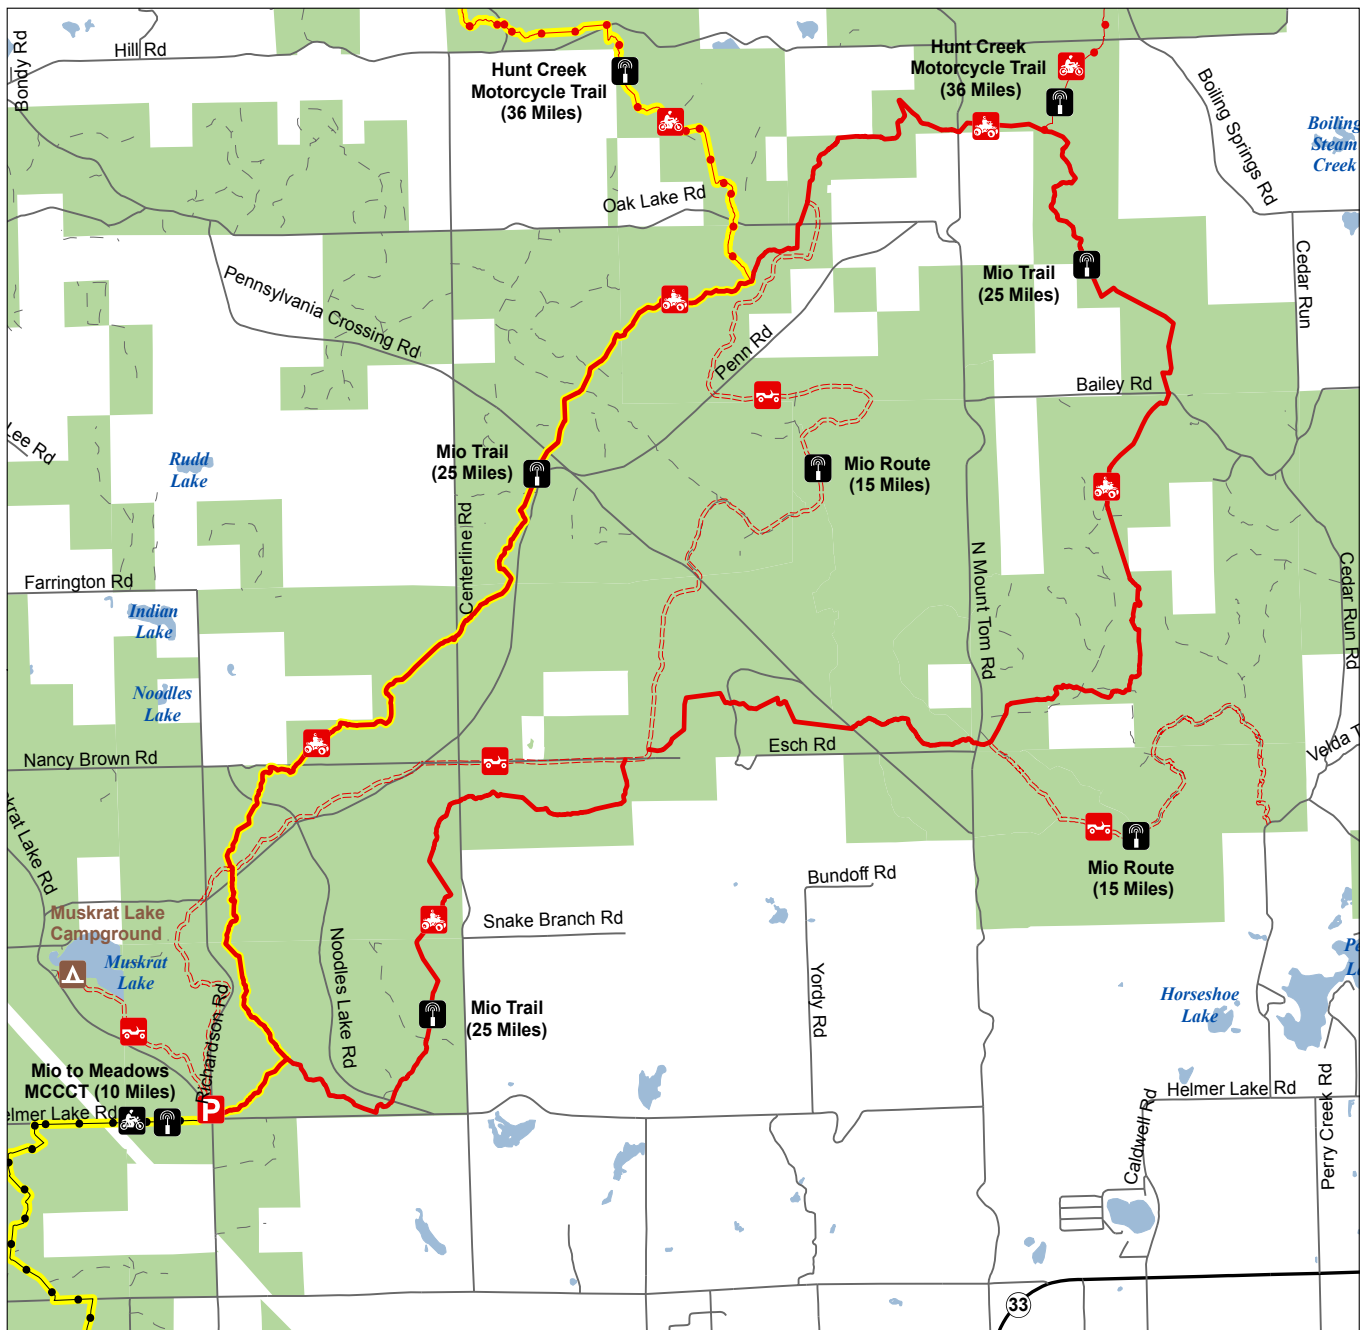 Bondy Rd
Hill Rd
Hunt Creek
Motorcycle Trail
(36 Miles)
Hunt Creek
Motorcycle Trail
(36 Miles)
Boiling Springs Rd
Boiling
Steam
Creek
Oak Lake Rd
Cedar Run
Mio Trail
(25 Miles)
Pennsylvania Crossing Rd
Penn Rd
Bailey Rd
Lee Rd
Rudd
Lake
Mio Trail
(25 Miles)
Mio Route
(15 Miles)
Centerline Rd
N Mount Tom Rd
Cedar Run Rd
Farrington Rd
Indian
Lake
Noodles
Lake
Nancy Brown Rd
Esch Rd
Velda T
skrat Lake Rd
Mio Route
(15 Miles)
Bundoff Rd
Muskrat Lake
Campground
Snake Branch Rd
Muskrat
Lake
Noodles Lake Rd
Yordy Rd
Pe
La
Horseshoe
Lake
Richardson Rd
Mio Trail
(25 Miles)
Mio to Meadows
MCCCT (10 Miles)
elmer Lake Rd
P
Helmer Lake Rd
Caldwell Rd
Perry Creek Rd
33